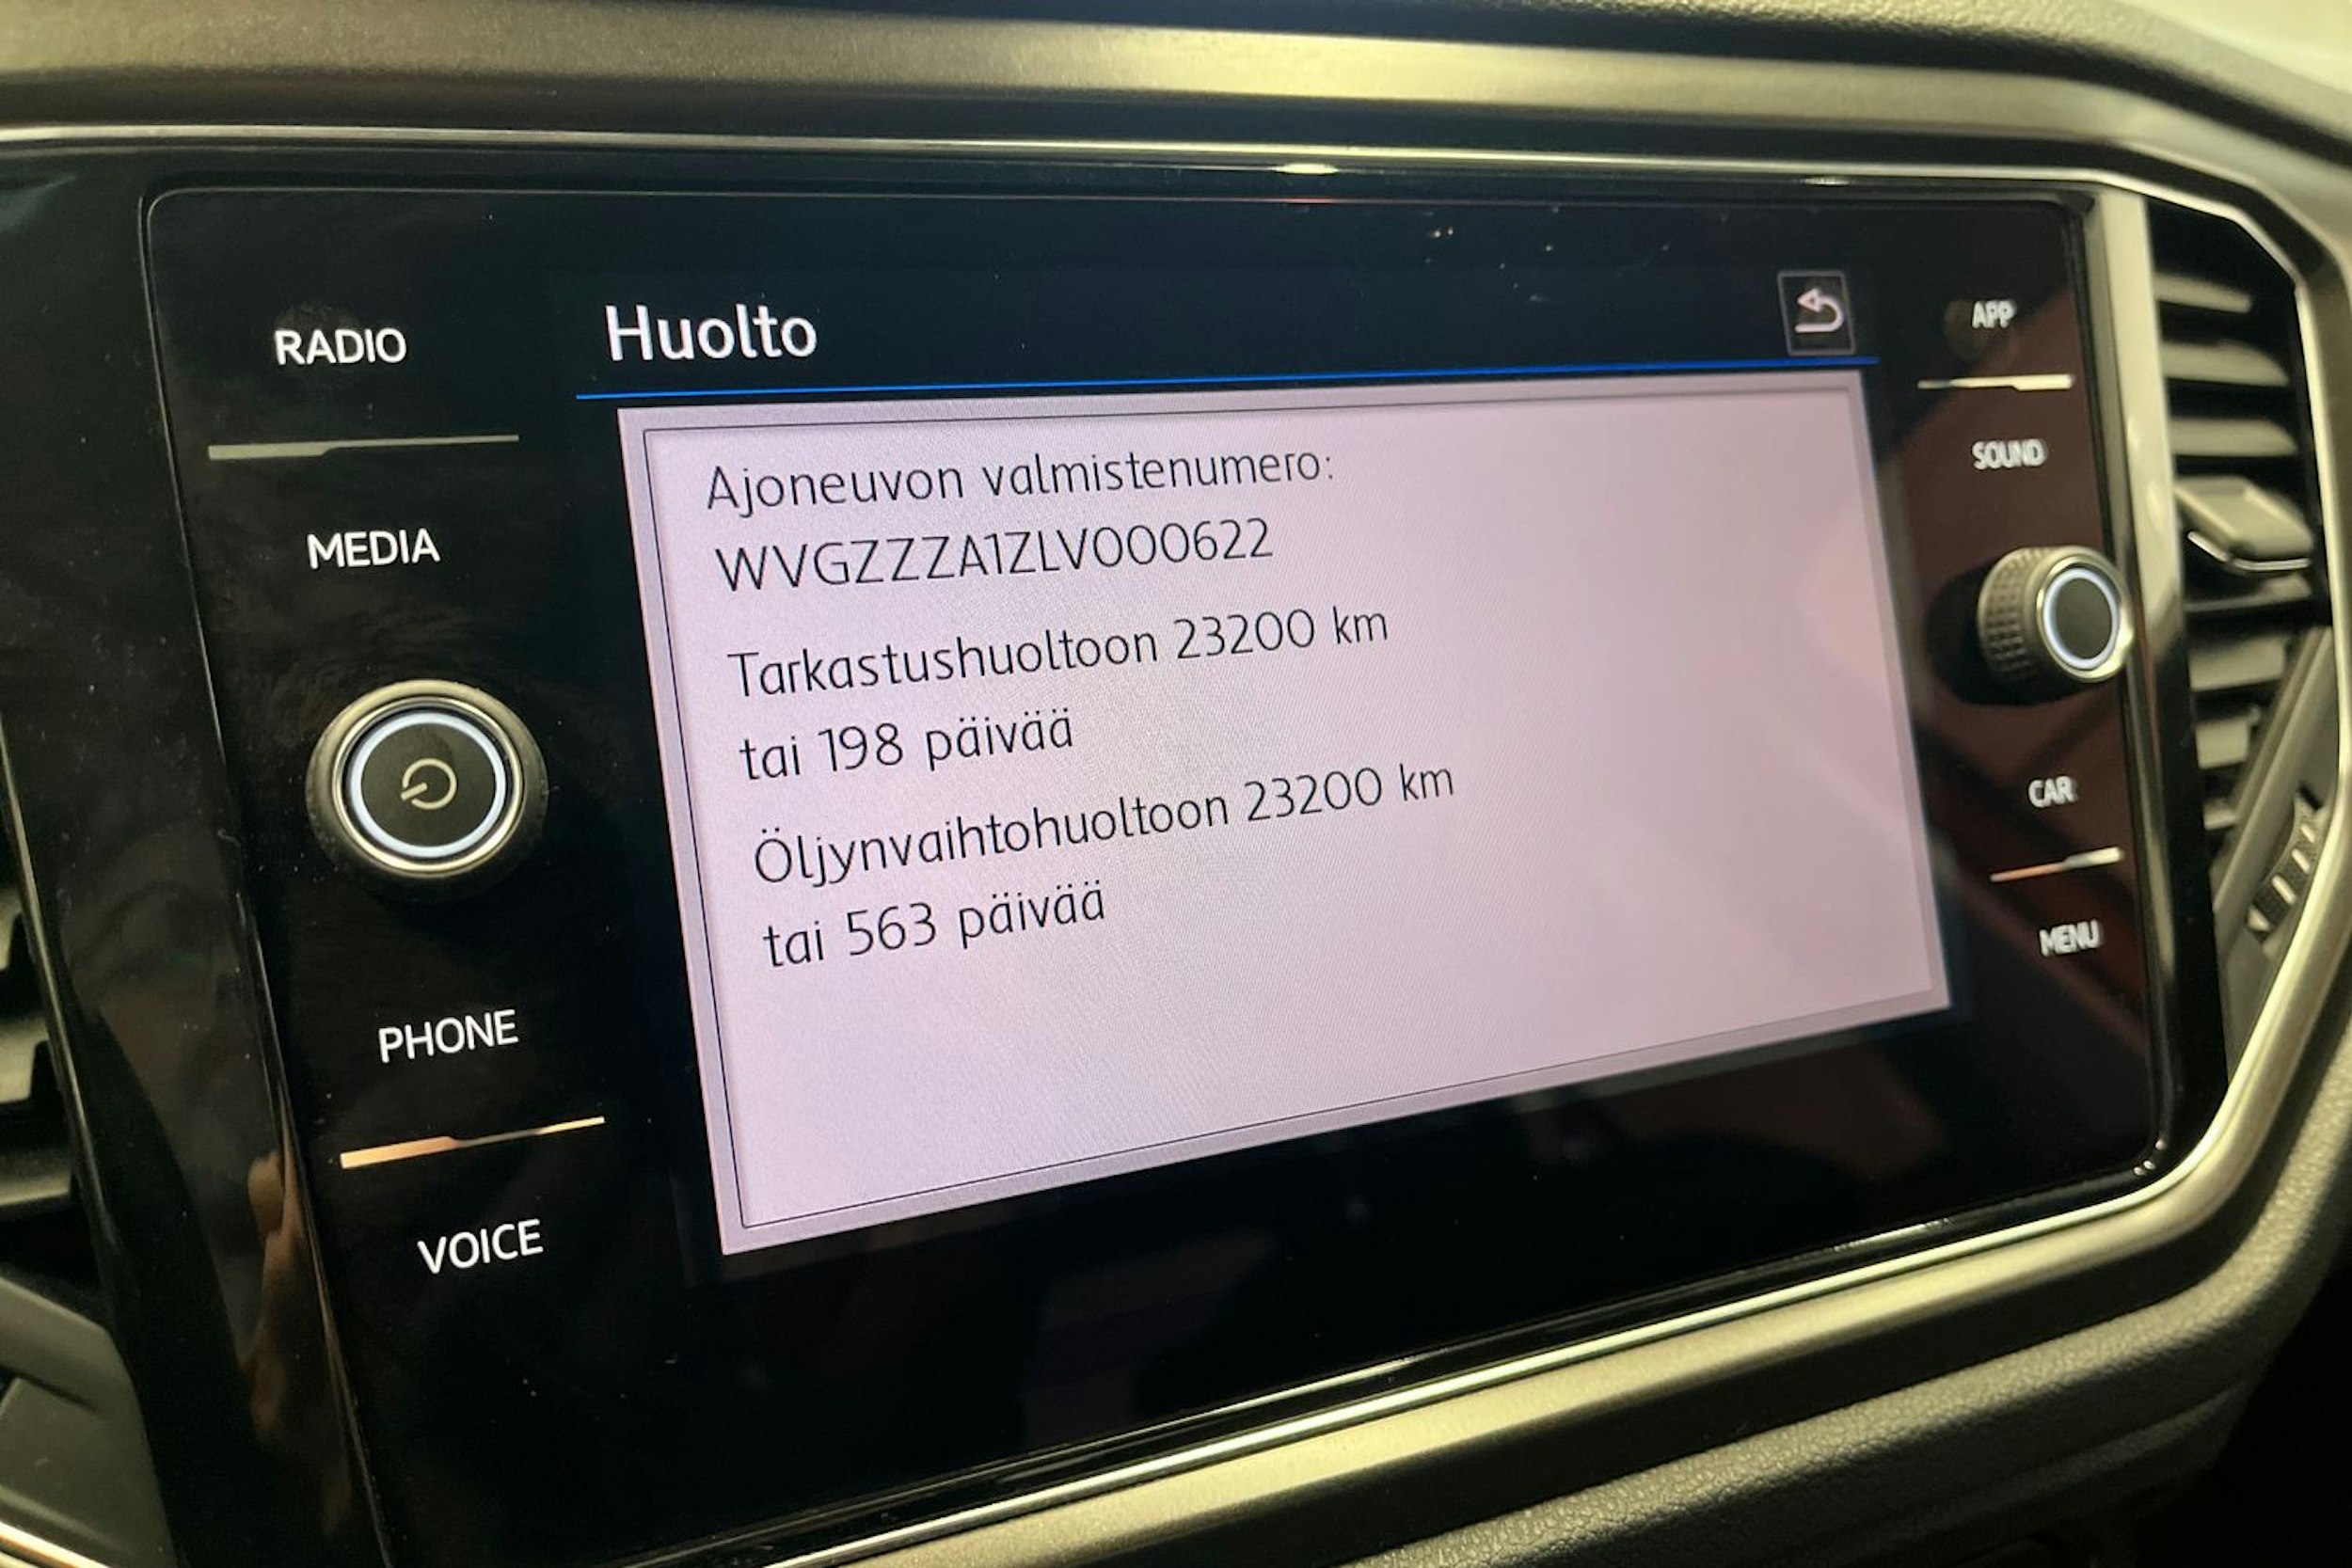 RADIO
MEDIA
PHONE
VOICE
Huolto
Ajoneuvon valmistenumero:
WVGZZZA1ZLV000622
Tarkastushuoltoon 23200 km
tai 198 päivää
Öljynvaihtohuoltoon 23200 km
tai 563 päivää
APP
SOUND
CAR
MENU